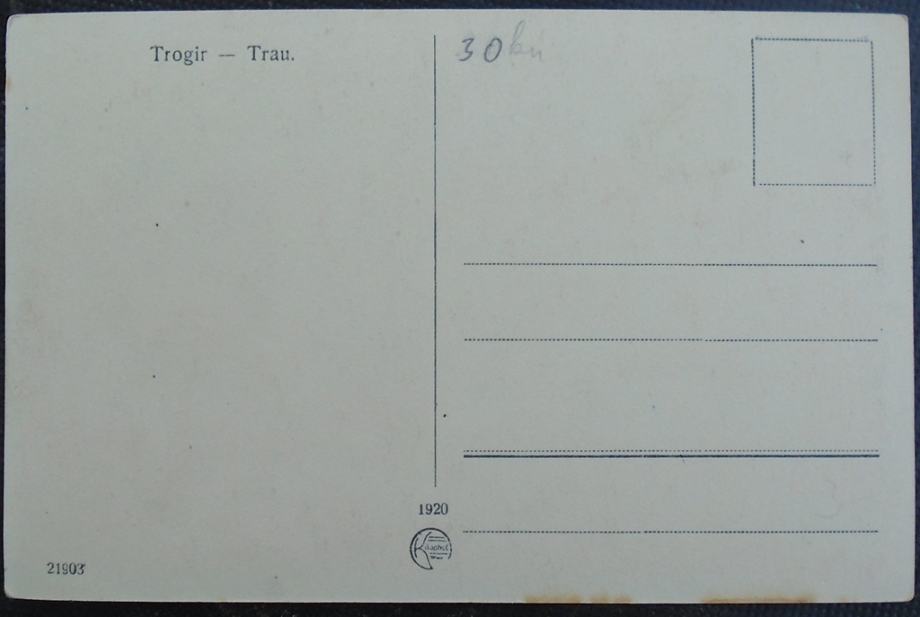 Trogir — Trau.
30 kn
1920
21903